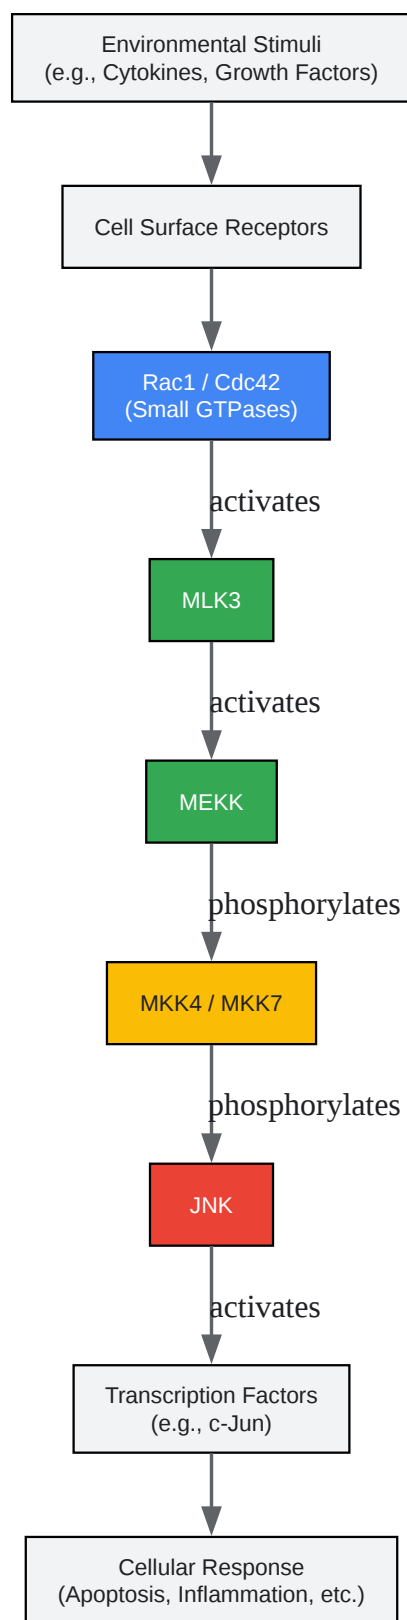 Environmental Stimuli
(e.g., Cytokines, Growth Factors)
Cell Surface Receptors
Rac1 / Cdc42
(Small GTPases)
activates
MLK3
activates
MEKK
phosphorylates
MKK4 / MKK7
phosphorylates
JNK
activates
Transcription Factors
(e.g., c-Jun)
Cellular Response
(Apoptosis, Inflammation, etc.)